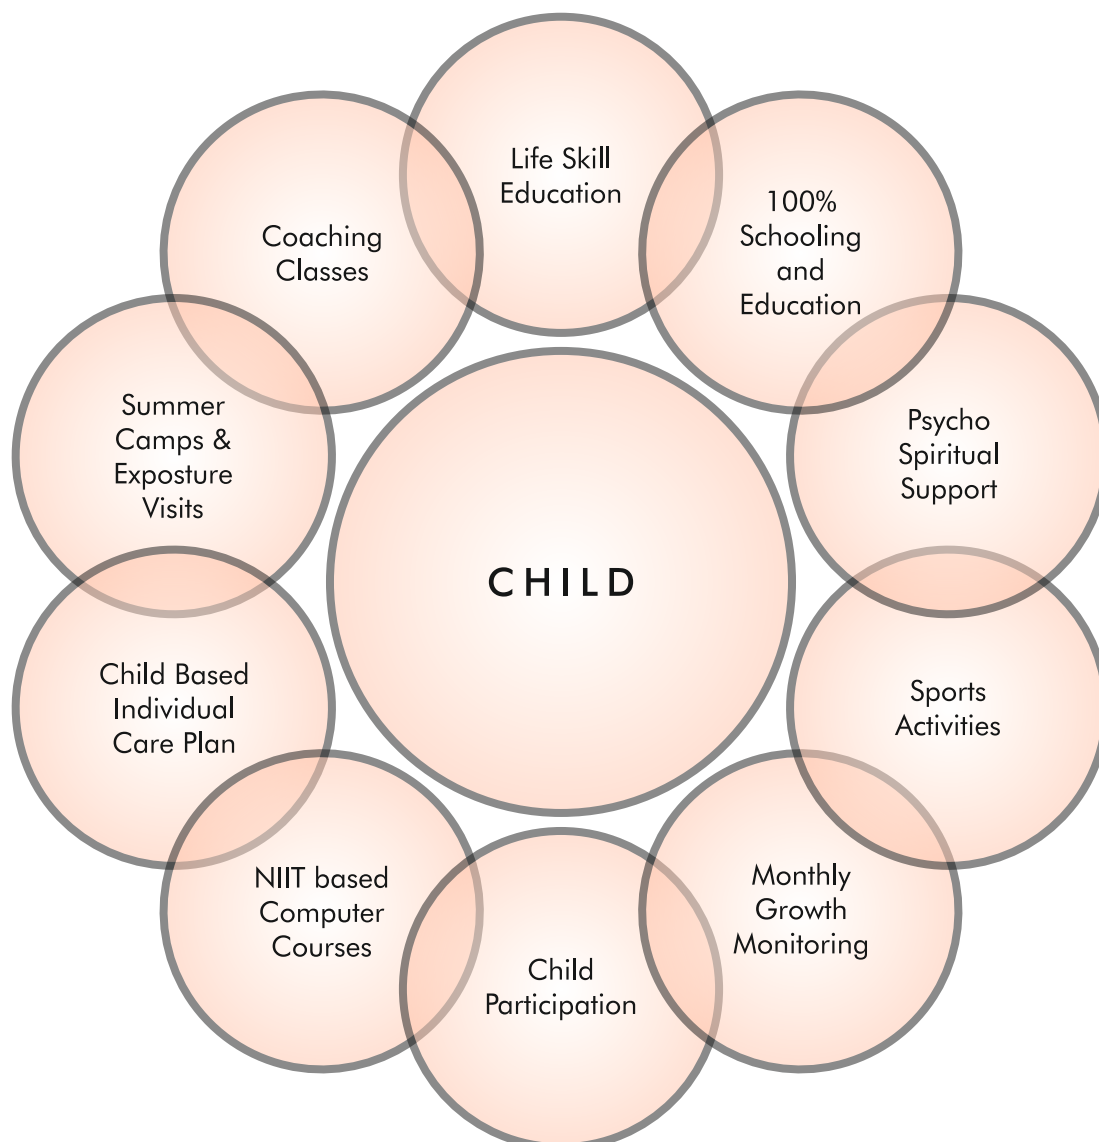 Life Skill
Education
100%
Schooling
and
Education
Psycho
Spiritual
Support
Sports
Activities
Monthly
Growth
Monitoring
Child
Participation
NIIT based
Computer
Courses
Child Based
Individual
Care Plan
Summer
Camps &
Exposture
Visits
Coaching
Classes
CHILD